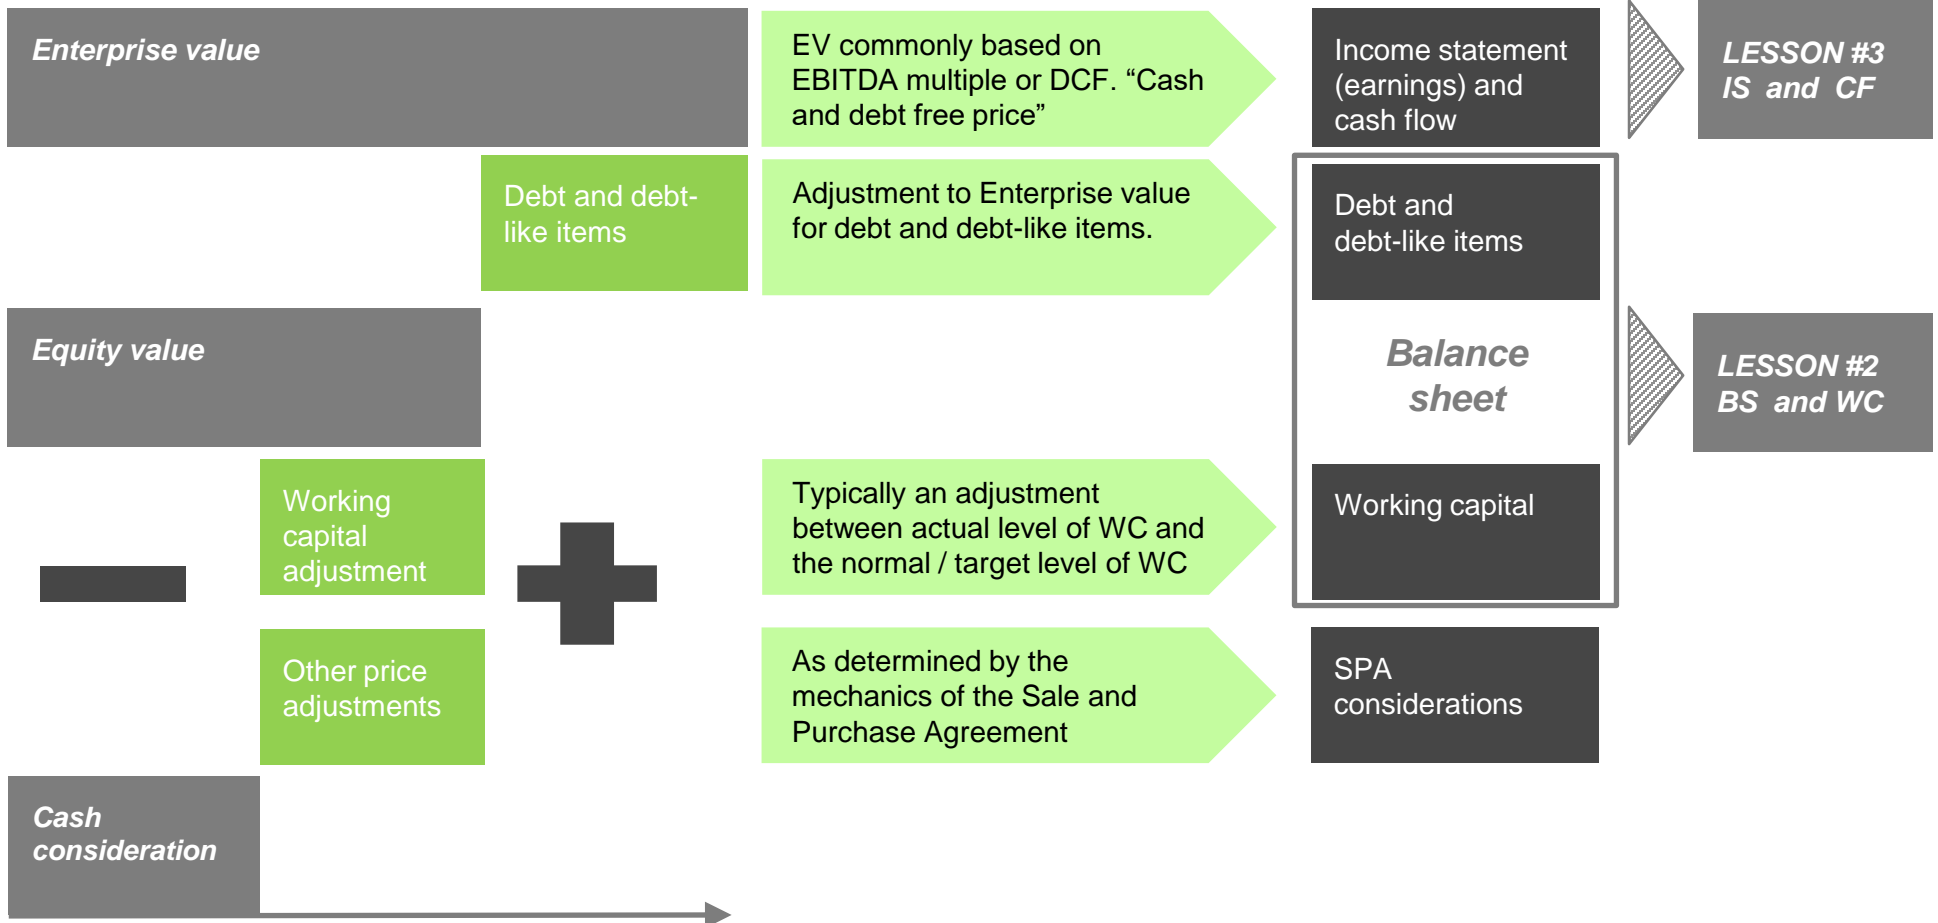 Enterprise value
EV commonly based on
EBITDA multiple or DCF. “Cash
and debt free price”
Income statement
(earnings) and
cash flow
LESSON #3
IS and CF
Debt and debt-
like items
Adjustment to Enterprise value
for debt and debt-like items.
Debt and
debt-like items
Equity value
Balance
sheet
LESSON #2
BS and WC
Working
capital
adjustment
Typically an adjustment
between actual level of WC and
the normal / target level of WC
Working capital
Other price
adjustments
As determined by the
mechanics of the Sale and
Purchase Agreement
SPA
considerations
Cash
consideration